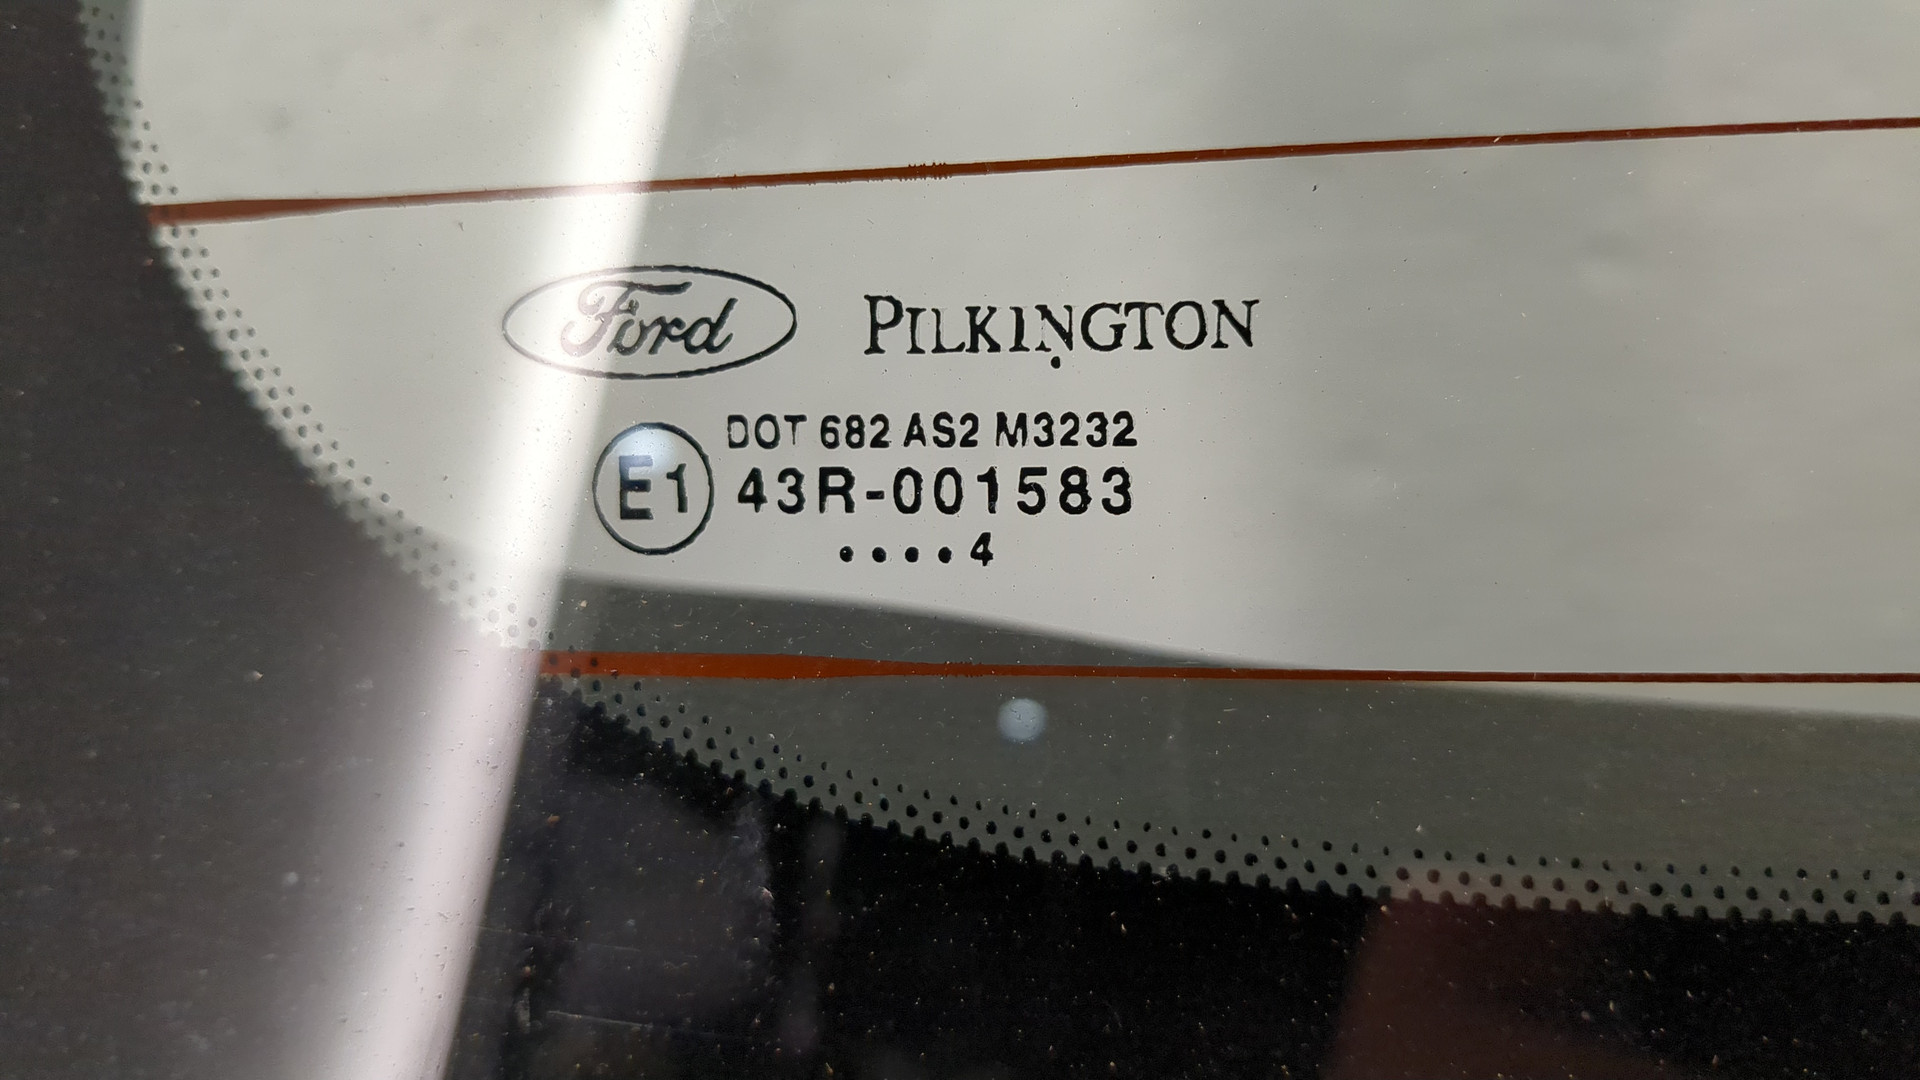 Ford PILKINGTON
DOT 682 AS2 M3232
E1 43R-001583
....4